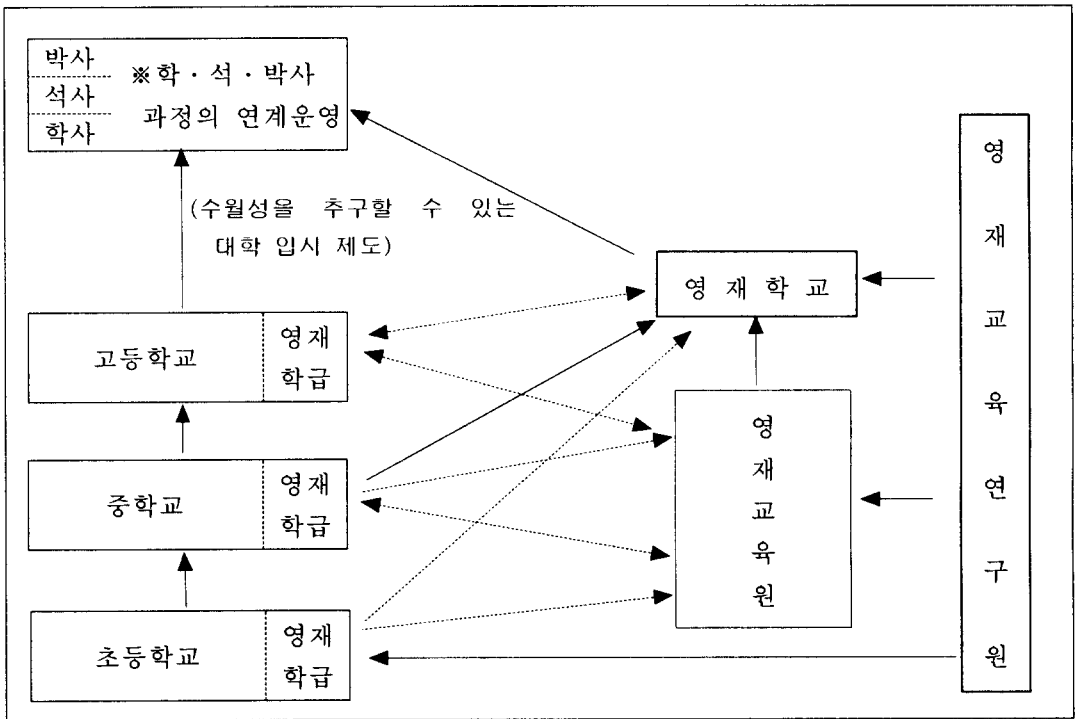 박사
석사
학사
※학·석·박사
과정의 연계운영
(수월성을 추구할 수 있는
대학 입시 제도)
영재학교
고등학교
영재
학급
중학교
영재
학급
초등학교
영재
학급
영
재
교
육
원
영
재
교
육
연
구
원